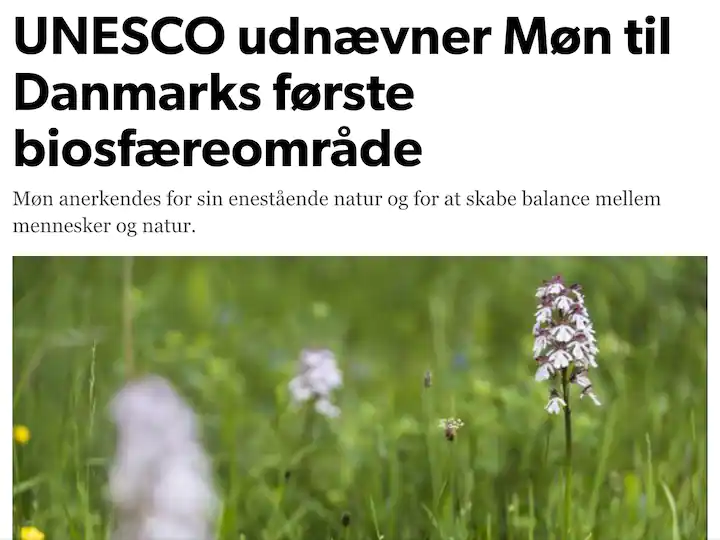 UNESCO udnævner Møn til
Danmarks første
biosfæreområde
Møn anerkendes for sin enestående natur og for at skabe balance mellem
mennesker og natur.